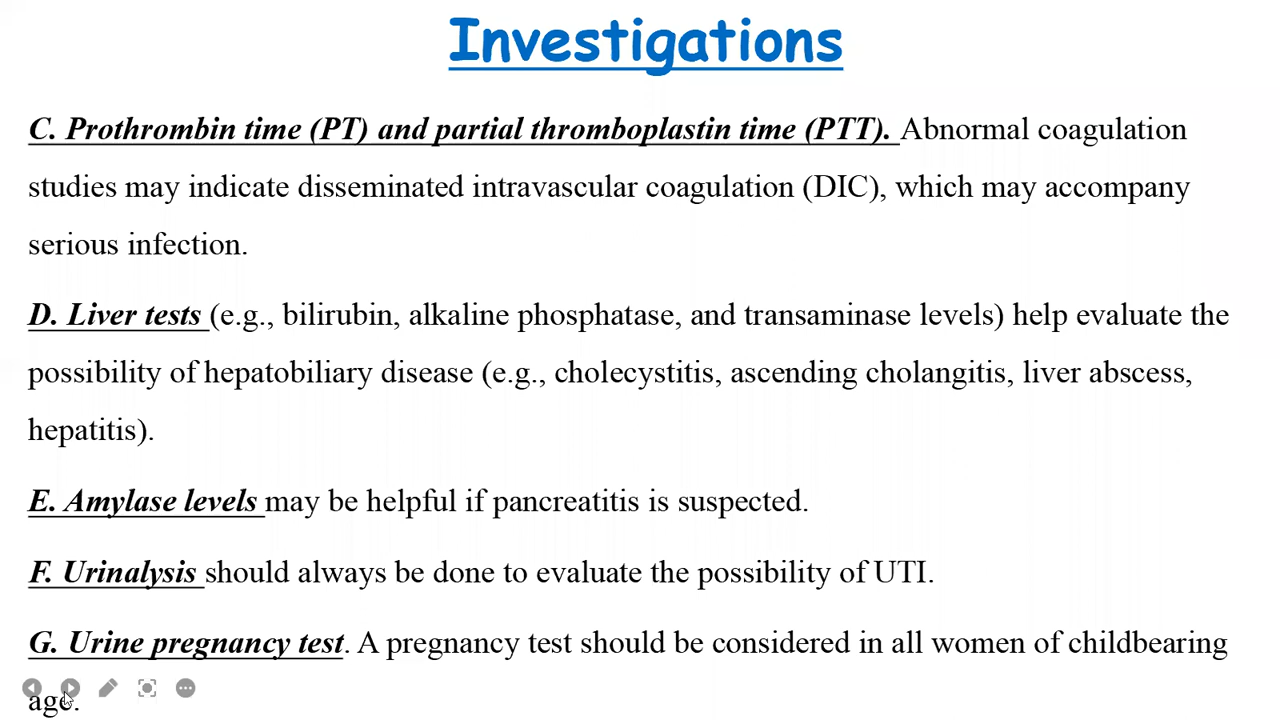 Investigations
C. Prothrombin time (PT) and partial thromboplastin time (PTT). Abnormal coagulation
studies may indicate disseminated intravascular coagulation (DIC), which may accompany
serious infection.
D. Liver tests (e.g., bilirubin, alkaline phosphatase, and transaminase levels) help evaluate the
possibility of hepatobiliary disease (e.g., cholecystitis, ascending cholangitis, liver abscess,
hepatitis).
E. Amylase levels may be helpful if pancreatitis is suspected.
F. Urinalysis should always be done to evaluate the possibility of UTI.
G. Urine pregnancy test. A pregnancy test should be considered in all women of childbearing
age.